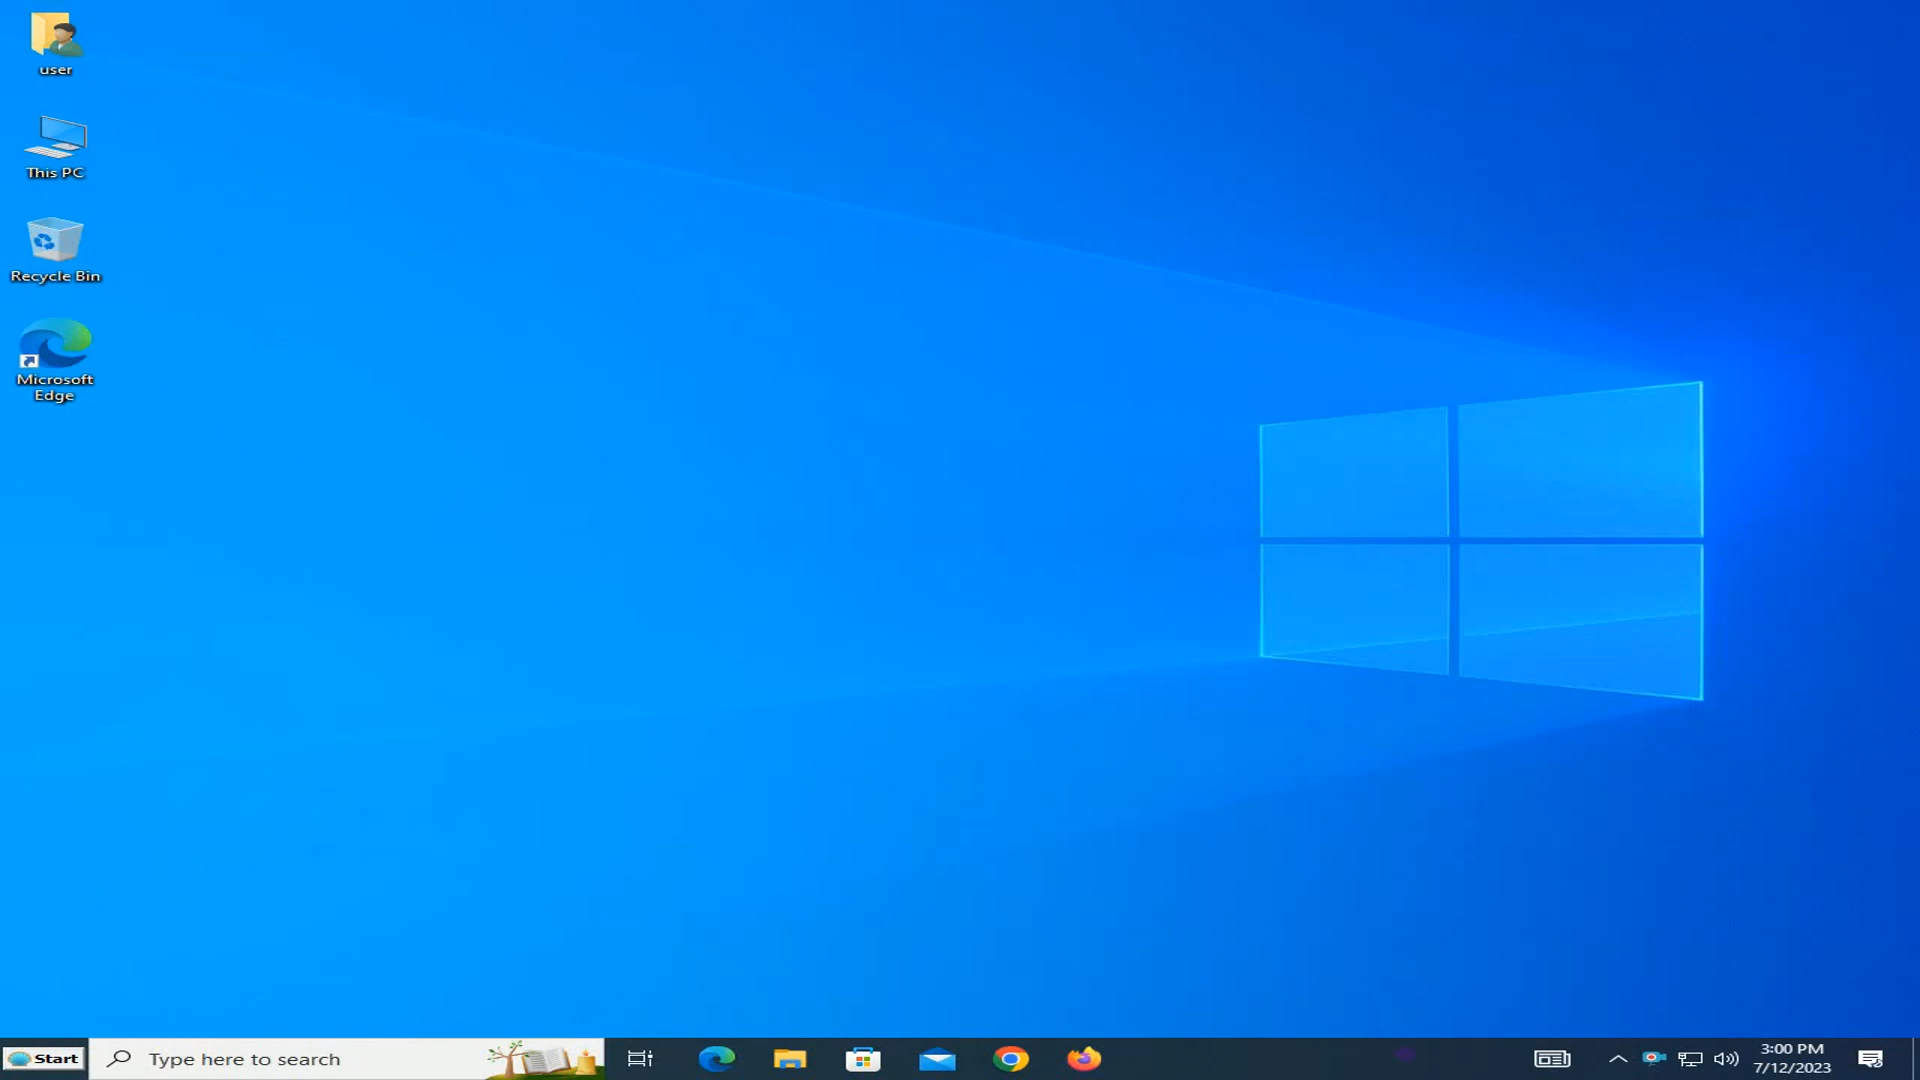 user
This PC
Recycle Bin
Microsoft
Edge
Start
Type here to search
3:00 PM
7/12/2023